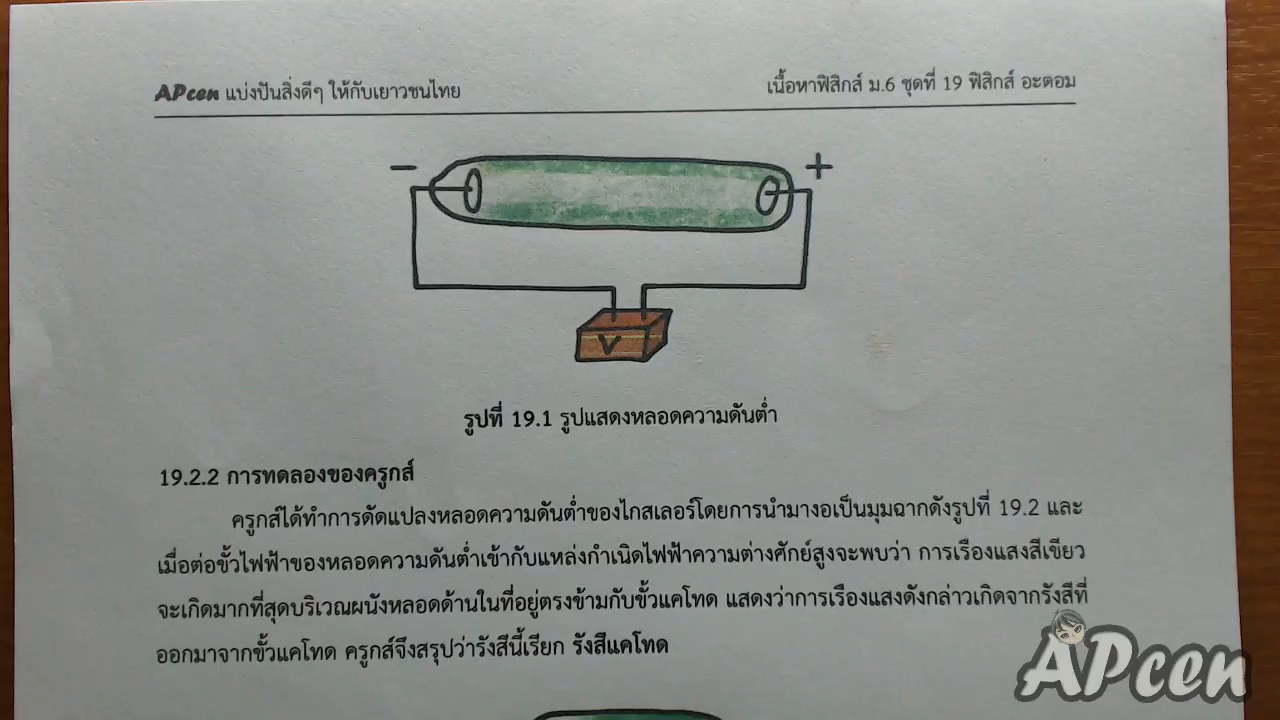 APcen แบ่งปันสิ่งดีๆ ให้กับเยาวชนไทย เนื้อหาฟิสิกส์ ม.6 ชุดที่ 19 ฟิสิกส์ อะตอม
− +
V
รูปที่ 19.1 รูปแสดงหลอดความดันต่ำ
19.2.2 การทดลองของครูกส์
ครูกส์ได้ทำการดัดแปลงหลอดความดันต่ำของไกสเลอร์โดยการนำมางอเป็นมุมฉากดังรูปที่ 19.2 และ
เมื่อต่อขั้วไฟฟ้าของหลอดความดันต่ำเข้ากับแหล่งกำเนิดไฟฟ้าความต่างศักย์สูงจะพบว่า การเรืองแสงสีเขียว
จะเกิดมากที่สุดบริเวณผนังหลอดด้านในที่อยู่ตรงข้ามกับขั้วแคโทด แสดงว่าการเรืองแสงดังกล่าวเกิดจากรังสีที่
ออกมาจากขั้วแคโทด ครูกส์จึงสรุปว่ารังสีนี้เรียก รังสีแคโทด
APcen